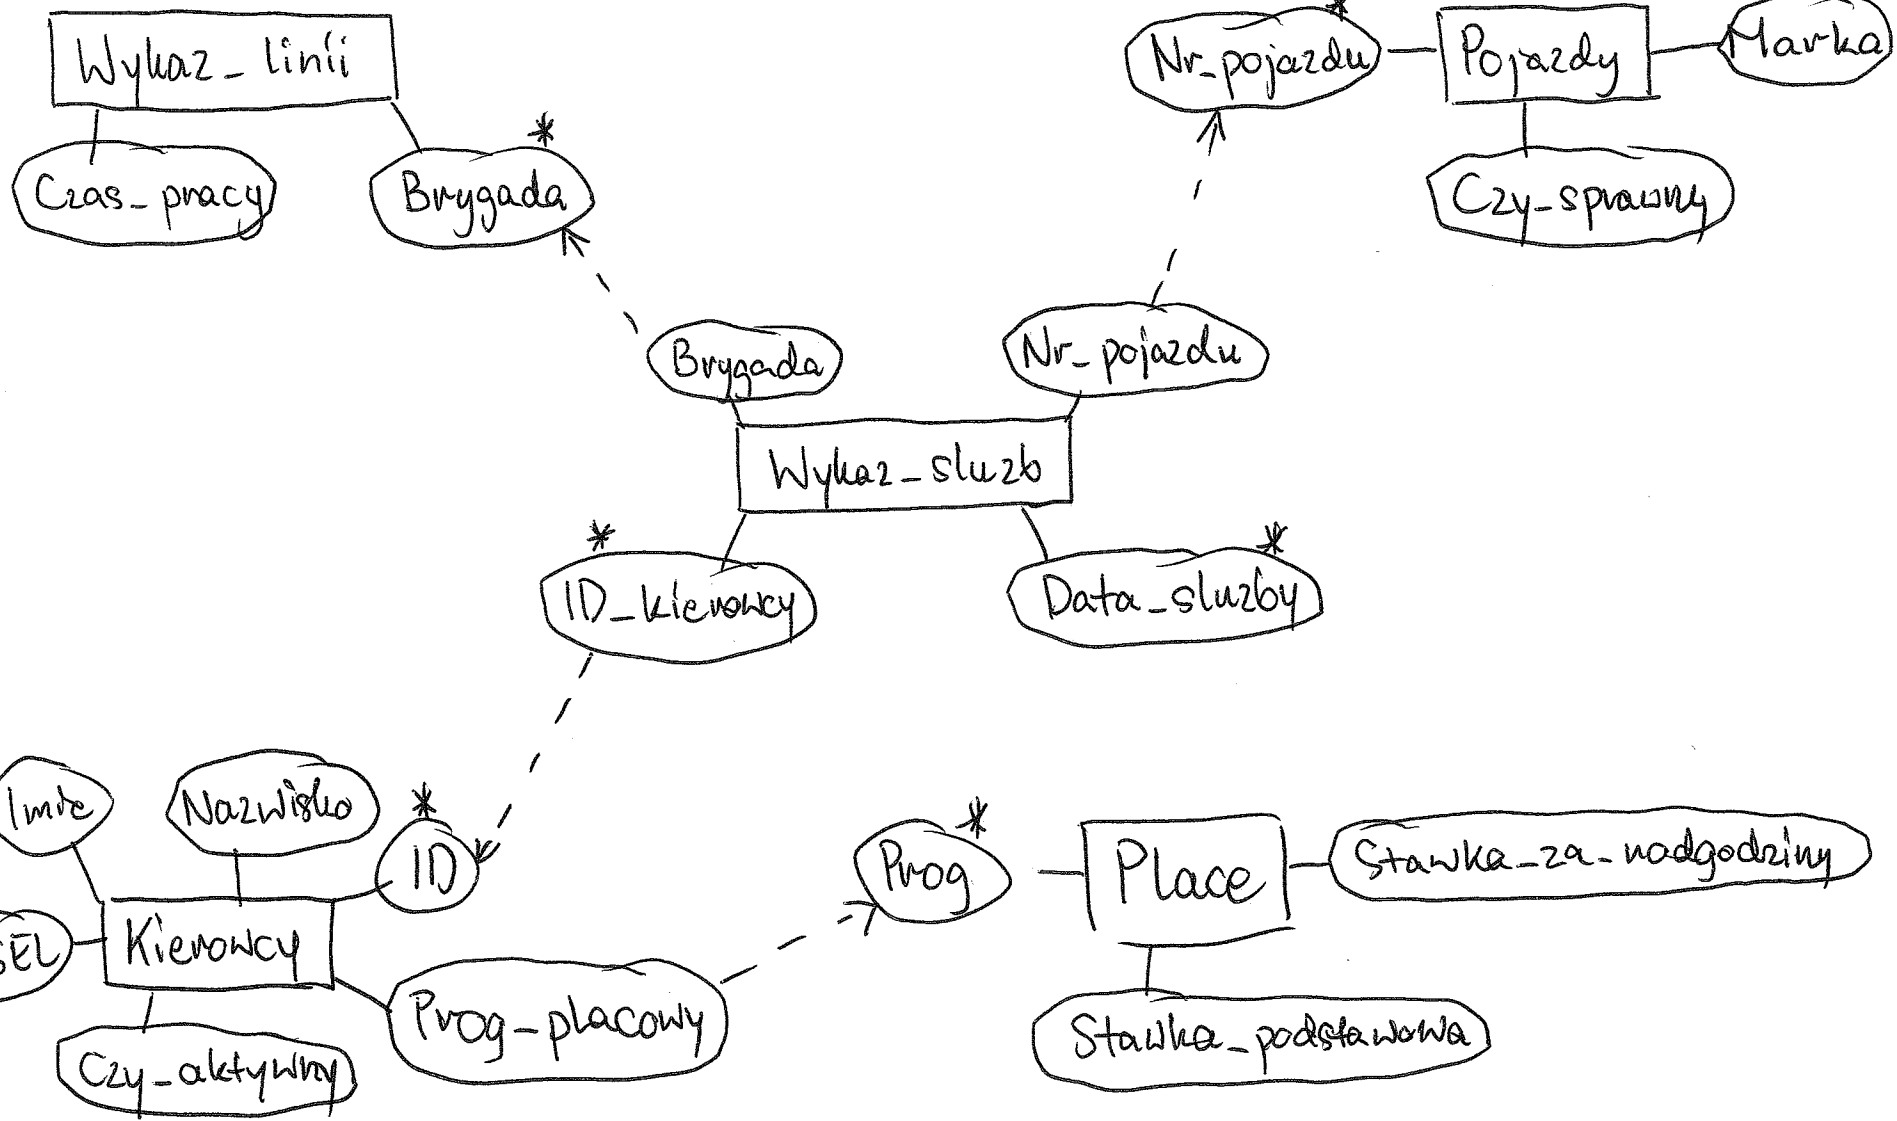 Wykaz_linii
Czas_pracy
*
Brygada
*
Nr_pojazdu
Pojazdy
Marka
Czy_sprawny
Brygada
Nr_pojazdu
Wykaz_sluzb
*
ID_kierowcy
*
Data_sluzby
Imie
Nazwisko
*
ID
SEL
Kierowcy
Prog_placowy
Czy_aktywny
*
Prog
Place
Stawka_za_nadgodziny
Stawka_podstawowa